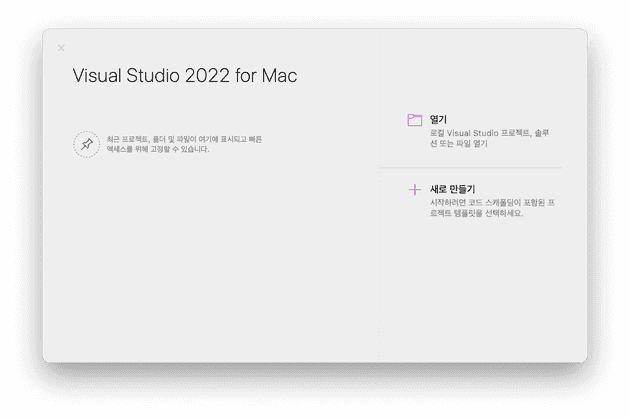 Visual Studio 2022 for Mac
최근 프로젝트, 폴더 및 파일이 여기에 표시되고 빠른
액세스를 위해 고정할 수 있습니다.
열기
로컬 Visual Studio 프로젝트, 솔루
션 또는 파일 열기
새로 만들기
시작하려면 코드 스캐폴딩이 포함된 프
로젝트 템플릿을 선택하세요.